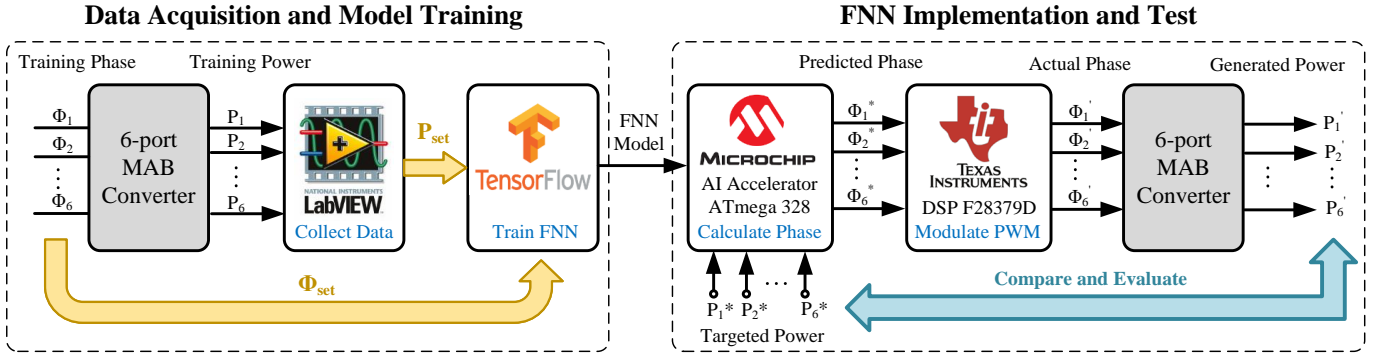 Data Acquisition and Model Training
FNN Implementation and Test
Training Phase
Training Power
Φ1
Φ2
Φ6
6-port
MAB
Converter
P1
P2
P6
NATIONAL INSTRUMENTS
LabVIEW
Collect Data
Pset
TensorFlow
Train FNN
Φset
FNN
Model
Predicted Phase
Actual Phase
Generated Power
MICROCHIP
AI Accelerator
ATmega 328
Calculate Phase
Φ1*
Φ2*
Φ6*
TEXAS
INSTRUMENTS
DSP F28379D
Modulate PWM
Φ1'
Φ2'
Φ6'
6-port
MAB
Converter
P1'
P2'
P6'
P1* P2* ··· P6*
Targeted Power
Compare and Evaluate